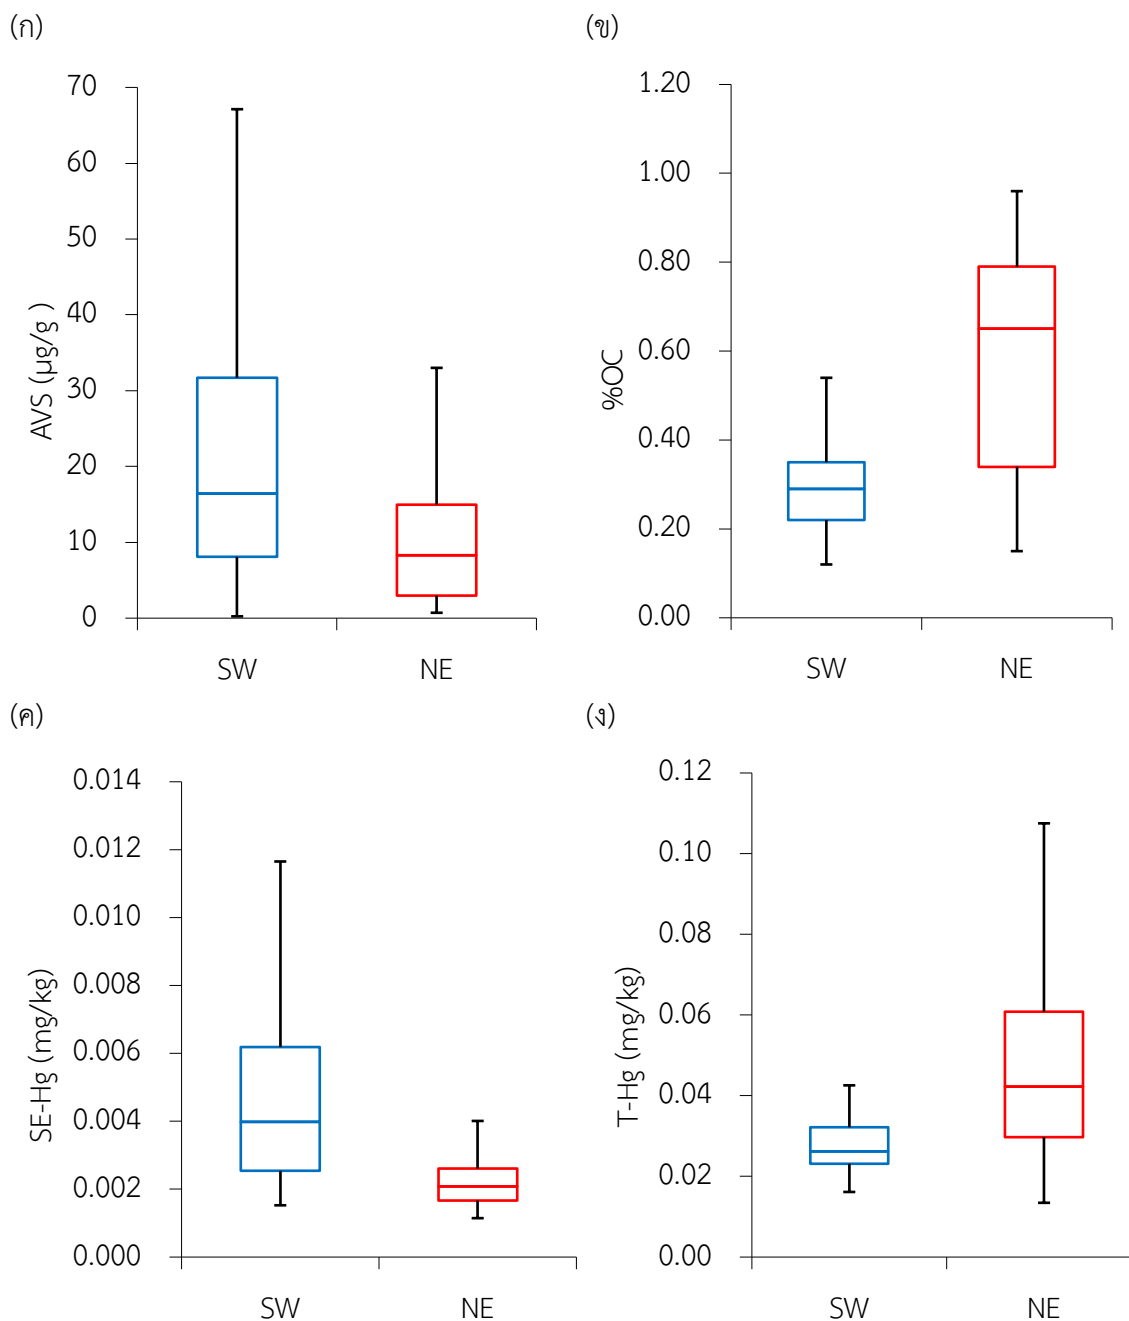 (ก)
70
60
50
40
30
20
10
0
AVS (µg/g )
SW NE
(ข)
1.20
1.00
0.80
0.60
0.40
0.20
0.00
%OC
SW NE
(ค)
0.014
0.012
0.010
0.008
0.006
0.004
0.002
0.000
SE-Hg (mg/kg)
SW NE
(ง)
0.12
0.10
0.08
0.06
0.04
0.02
0.00
T-Hg (mg/kg)
SW NE